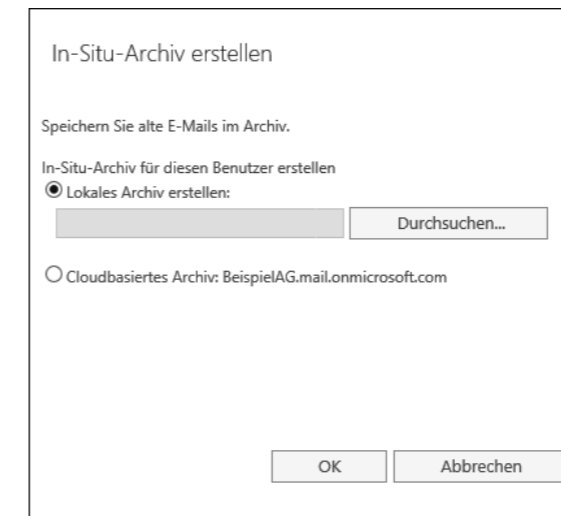 In-Situ-Archiv erstellen
Speichern Sie alte E-Mails im Archiv.
In-Situ-Archiv für diesen Benutzer erstellen
Lokales Archiv erstellen:
Durchsuchen...
Cloudbasiertes Archiv: BeispielAG.mail.onmicrosoft.com
OK Abbrechen